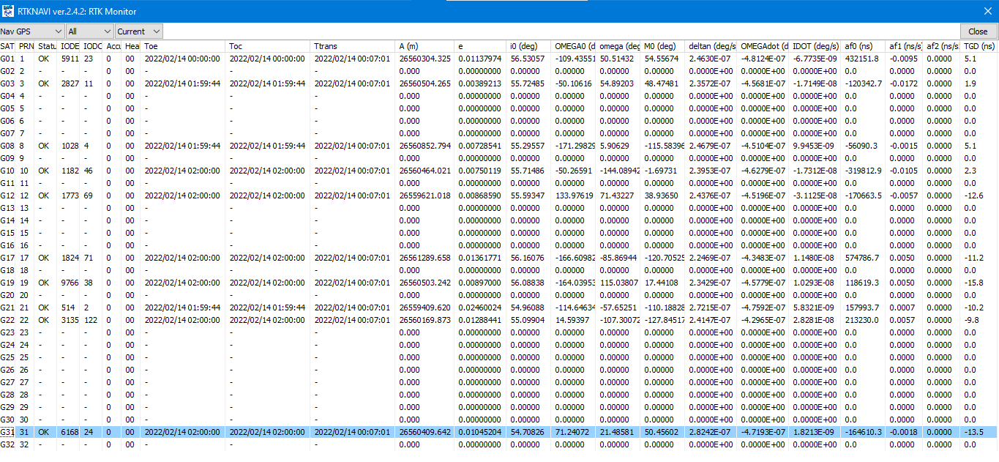 RTKNAVI ver.2.4.2: RTK Monitor
Nav GPS All Current Close
SAT PRN Statu IODE IODC Accu Heal Toe Toc Ttrans A (m) e i0 (deg) OMEGA0 (d omega (deg M0 (deg) deltan (deg/s OMEGAdot (d IDOT (deg/s) af0 (ns) af1 (ns/s) af2 (ns/s TGD (ns)
G01 1 OK 5911 23 0 00 2022/02/14 00:00:00 2022/02/14 00:00:00 2022/02/14 00:07:01 26560304.325 0.01137974 56.53057 -109.43551 50.51432 54.55674 2.4630E-07 -4.8124E-07 -6.7735E-09 432151.8 -0.0095 0.0000 5.1
G02 2 - - - 0 00 - - - 0.000 0.00000000 0.00000 0.00000 0.00000 0.00000 0.0000E+00 0.0000E+00 0.0000E+00 0.0 0.0000 0.0000 0.0
G03 3 OK 2827 11 0 00 2022/02/14 01:59:44 2022/02/14 01:59:44 2022/02/14 00:07:01 26560504.265 0.00389213 55.72485 -50.10616 54.89203 48.47481 2.3572E-07 -4.5681E-07 -1.7149E-08 -120342.7 -0.0172 0.0000 1.9
G04 4 - - - 0 00 - - - 0.000 0.00000000 0.00000 0.00000 0.00000 0.00000 0.0000E+00 0.0000E+00 0.0000E+00 0.0 0.0000 0.0000 0.0
G05 5 - - - 0 00 - - - 0.000 0.00000000 0.00000 0.00000 0.00000 0.00000 0.0000E+00 0.0000E+00 0.0000E+00 0.0 0.0000 0.0000 0.0
G06 6 - - - 0 00 - - - 0.000 0.00000000 0.00000 0.00000 0.00000 0.00000 0.0000E+00 0.0000E+00 0.0000E+00 0.0 0.0000 0.0000 0.0
G07 7 - - - 0 00 - - - 0.000 0.00000000 0.00000 0.00000 0.00000 0.00000 0.0000E+00 0.0000E+00 0.0000E+00 0.0 0.0000 0.0000 0.0
G08 8 OK 1028 4 0 00 2022/02/14 01:59:44 2022/02/14 01:59:44 2022/02/14 00:07:01 26560852.794 0.00728541 55.29557 -171.29829 5.90629 -115.58396 2.4679E-07 -4.5104E-07 9.9453E-09 -56090.3 -0.0015 0.0000 5.1
G09 9 - - - 0 00 - - - 0.000 0.00000000 0.00000 0.00000 0.00000 0.00000 0.0000E+00 0.0000E+00 0.0000E+00 0.0 0.0000 0.0000 0.0
G10 10 OK 1182 46 0 00 2022/02/14 02:00:00 2022/02/14 02:00:00 2022/02/14 00:07:01 26560464.021 0.00750119 55.71486 -50.26591 -144.08942 -1.69731 2.3953E-07 -4.6279E-07 -1.7312E-08 -319812.9 -0.0105 0.0000 2.3
G11 11 - - - 0 00 - - - 0.000 0.00000000 0.00000 0.00000 0.00000 0.00000 0.0000E+00 0.0000E+00 0.0000E+00 0.0 0.0000 0.0000 0.0
G12 12 OK 1773 69 0 00 2022/02/14 02:00:00 2022/02/14 02:00:00 2022/02/14 00:07:01 26559621.018 0.00868590 55.59347 133.97619 71.43227 38.93650 2.4376E-07 -4.5196E-07 -3.1125E-08 -170663.5 -0.0057 0.0000 -12.6
G13 13 - - - 0 00 - - - 0.000 0.00000000 0.00000 0.00000 0.00000 0.00000 0.0000E+00 0.0000E+00 0.0000E+00 0.0 0.0000 0.0000 0.0
G14 14 - - - 0 00 - - - 0.000 0.00000000 0.00000 0.00000 0.00000 0.00000 0.0000E+00 0.0000E+00 0.0000E+00 0.0 0.0000 0.0000 0.0
G15 15 - - - 0 00 - - - 0.000 0.00000000 0.00000 0.00000 0.00000 0.00000 0.0000E+00 0.0000E+00 0.0000E+00 0.0 0.0000 0.0000 0.0
G16 16 - - - 0 00 - - - 0.000 0.00000000 0.00000 0.00000 0.00000 0.00000 0.0000E+00 0.0000E+00 0.0000E+00 0.0 0.0000 0.0000 0.0
G17 17 OK 1824 71 0 00 2022/02/14 02:00:00 2022/02/14 02:00:00 2022/02/14 00:07:01 26561289.658 0.01361771 56.16076 -166.60982 -85.86944 -120.70525 2.2469E-07 -4.3483E-07 1.1480E-08 574786.7 0.0050 0.0000 -11.2
G18 18 - - - 0 00 - - - 0.000 0.00000000 0.00000 0.00000 0.00000 0.00000 0.0000E+00 0.0000E+00 0.0000E+00 0.0 0.0000 0.0000 0.0
G19 19 OK 9766 38 0 00 2022/02/14 02:00:00 2022/02/14 02:00:00 2022/02/14 00:07:01 26560503.242 0.00897000 56.08838 -164.03953 115.03807 17.44108 2.3429E-07 -4.5779E-07 1.0293E-08 118619.3 0.0050 0.0000 -15.8
G20 20 - - - 0 00 - - - 0.000 0.00000000 0.00000 0.00000 0.00000 0.00000 0.0000E+00 0.0000E+00 0.0000E+00 0.0 0.0000 0.0000 0.0
G21 21 OK 514 2 0 00 2022/02/14 01:59:44 2022/02/14 01:59:44 2022/02/14 00:07:01 26559409.620 0.02460024 54.96088 -114.64634 -57.65251 -110.18828 2.7215E-07 -4.7592E-07 5.8321E-09 157993.7 0.0007 0.0000 -10.2
G22 22 OK 3135 122 0 00 2022/02/14 02:00:00 2022/02/14 02:00:00 2022/02/14 00:07:01 26560169.873 0.01288441 55.09904 14.59397 -107.30072 -127.84517 2.4147E-07 -4.2965E-07 2.8281E-08 213230.0 0.0057 0.0000 -9.8
G23 23 - - - 0 00 - - - 0.000 0.00000000 0.00000 0.00000 0.00000 0.00000 0.0000E+00 0.0000E+00 0.0000E+00 0.0 0.0000 0.0000 0.0
G24 24 - - - 0 00 - - - 0.000 0.00000000 0.00000 0.00000 0.00000 0.00000 0.0000E+00 0.0000E+00 0.0000E+00 0.0 0.0000 0.0000 0.0
G25 25 - - - 0 00 - - - 0.000 0.00000000 0.00000 0.00000 0.00000 0.00000 0.0000E+00 0.0000E+00 0.0000E+00 0.0 0.0000 0.0000 0.0
G26 26 - - - 0 00 - - - 0.000 0.00000000 0.00000 0.00000 0.00000 0.00000 0.0000E+00 0.0000E+00 0.0000E+00 0.0 0.0000 0.0000 0.0
G27 27 - - - 0 00 - - - 0.000 0.00000000 0.00000 0.00000 0.00000 0.00000 0.0000E+00 0.0000E+00 0.0000E+00 0.0 0.0000 0.0000 0.0
G28 28 - - - 0 00 - - - 0.000 0.00000000 0.00000 0.00000 0.00000 0.00000 0.0000E+00 0.0000E+00 0.0000E+00 0.0 0.0000 0.0000 0.0
G29 29 - - - 0 00 - - - 0.000 0.00000000 0.00000 0.00000 0.00000 0.00000 0.0000E+00 0.0000E+00 0.0000E+00 0.0 0.0000 0.0000 0.0
G30 30 - - - 0 00 - - - 0.000 0.00000000 0.00000 0.00000 0.00000 0.00000 0.0000E+00 0.0000E+00 0.0000E+00 0.0 0.0000 0.0000 0.0
G31 31 OK 6168 24 0 00 2022/02/14 02:00:00 2022/02/14 02:00:00 2022/02/14 00:07:01 26560409.642 0.01045204 54.70826 71.24072 21.48581 50.45602 2.8242E-07 -4.7193E-07 1.8213E-09 -164610.3 -0.0018 0.0000 -13.5
G32 32 - - - 0 00 - - - 0.000 0.00000000 0.00000 0.00000 0.00000 0.00000 0.0000E+00 0.0000E+00 0.0000E+00 0.0 0.0000 0.0000 0.0